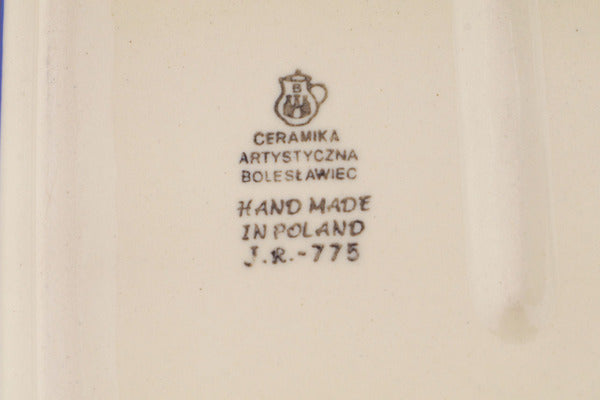 B
CERAMIKA
ARTYSTYCZNA
BOLESŁAWIEC
HAND MADE
IN POLAND
J.R.-775